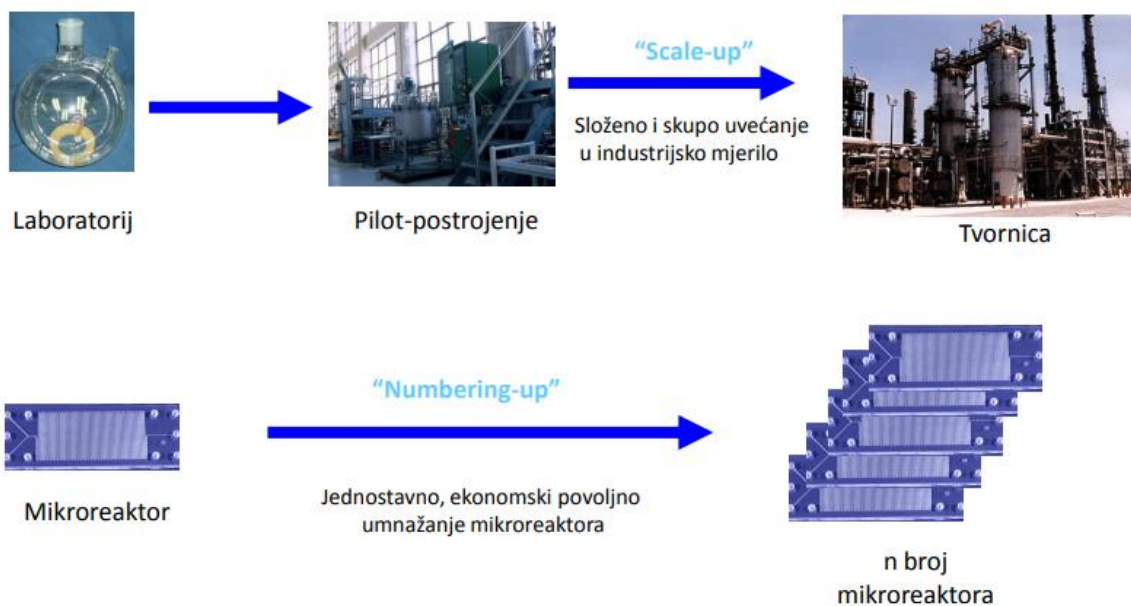 “Scale-up”
Složeno i skupo uvećanje
u industrijsko mjerilo
Laboratorij
Pilot-postrojenje
Tvornica
“Numbering-up”
Jednostavno, ekonomski povoljno
umnažanje mikroreaktora
Mikroreaktor
n broj
mikroreaktora